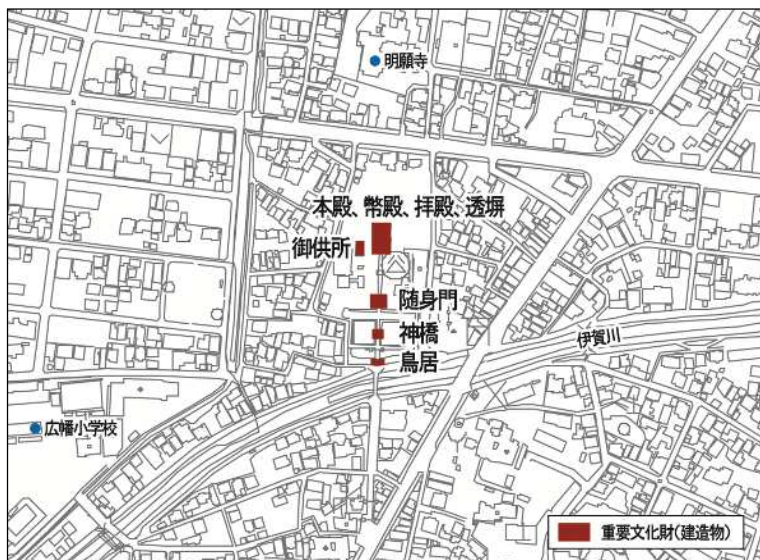 明願寺
本殿、幣殿、拝殿、透塀
御供所
随身門
神橋
鳥居
伊賀川
広幡小学校
重要文化財(建造物)